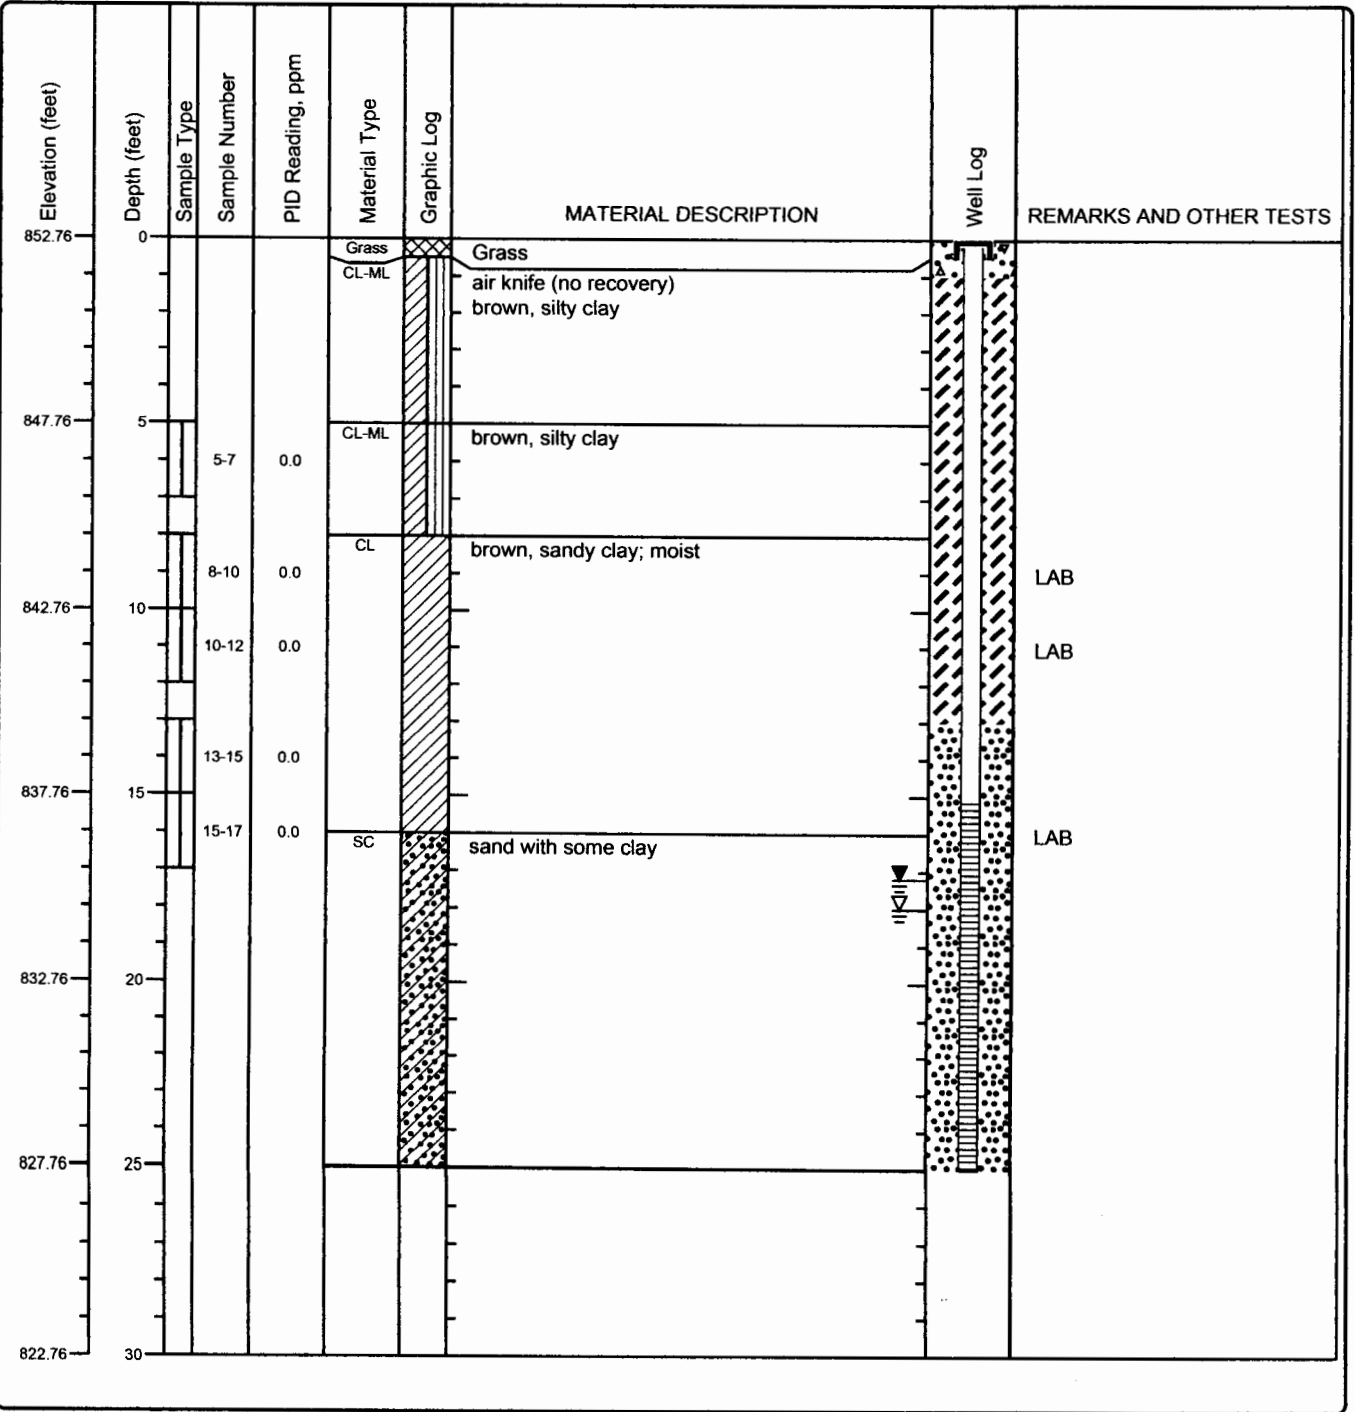 Elevation (feet)
Depth (feet)
Sample Type
Sample Number
PID Reading, ppm
Material Type
Graphic Log
MATERIAL DESCRIPTION
Well Log
REMARKS AND OTHER TESTS
852.76
0
Grass
Grass
CL-ML
air knife (no recovery)
brown, silty clay
847.76
5
CL-ML
brown, silty clay
5-7
0.0
CL
brown, sandy clay; moist
8-10
0.0
LAB
842.76
10
10-12
0.0
LAB
13-15
0.0
837.76
15
15-17
0.0
LAB
SC
sand with some clay
832.76
20
827.76
25
822.76
30